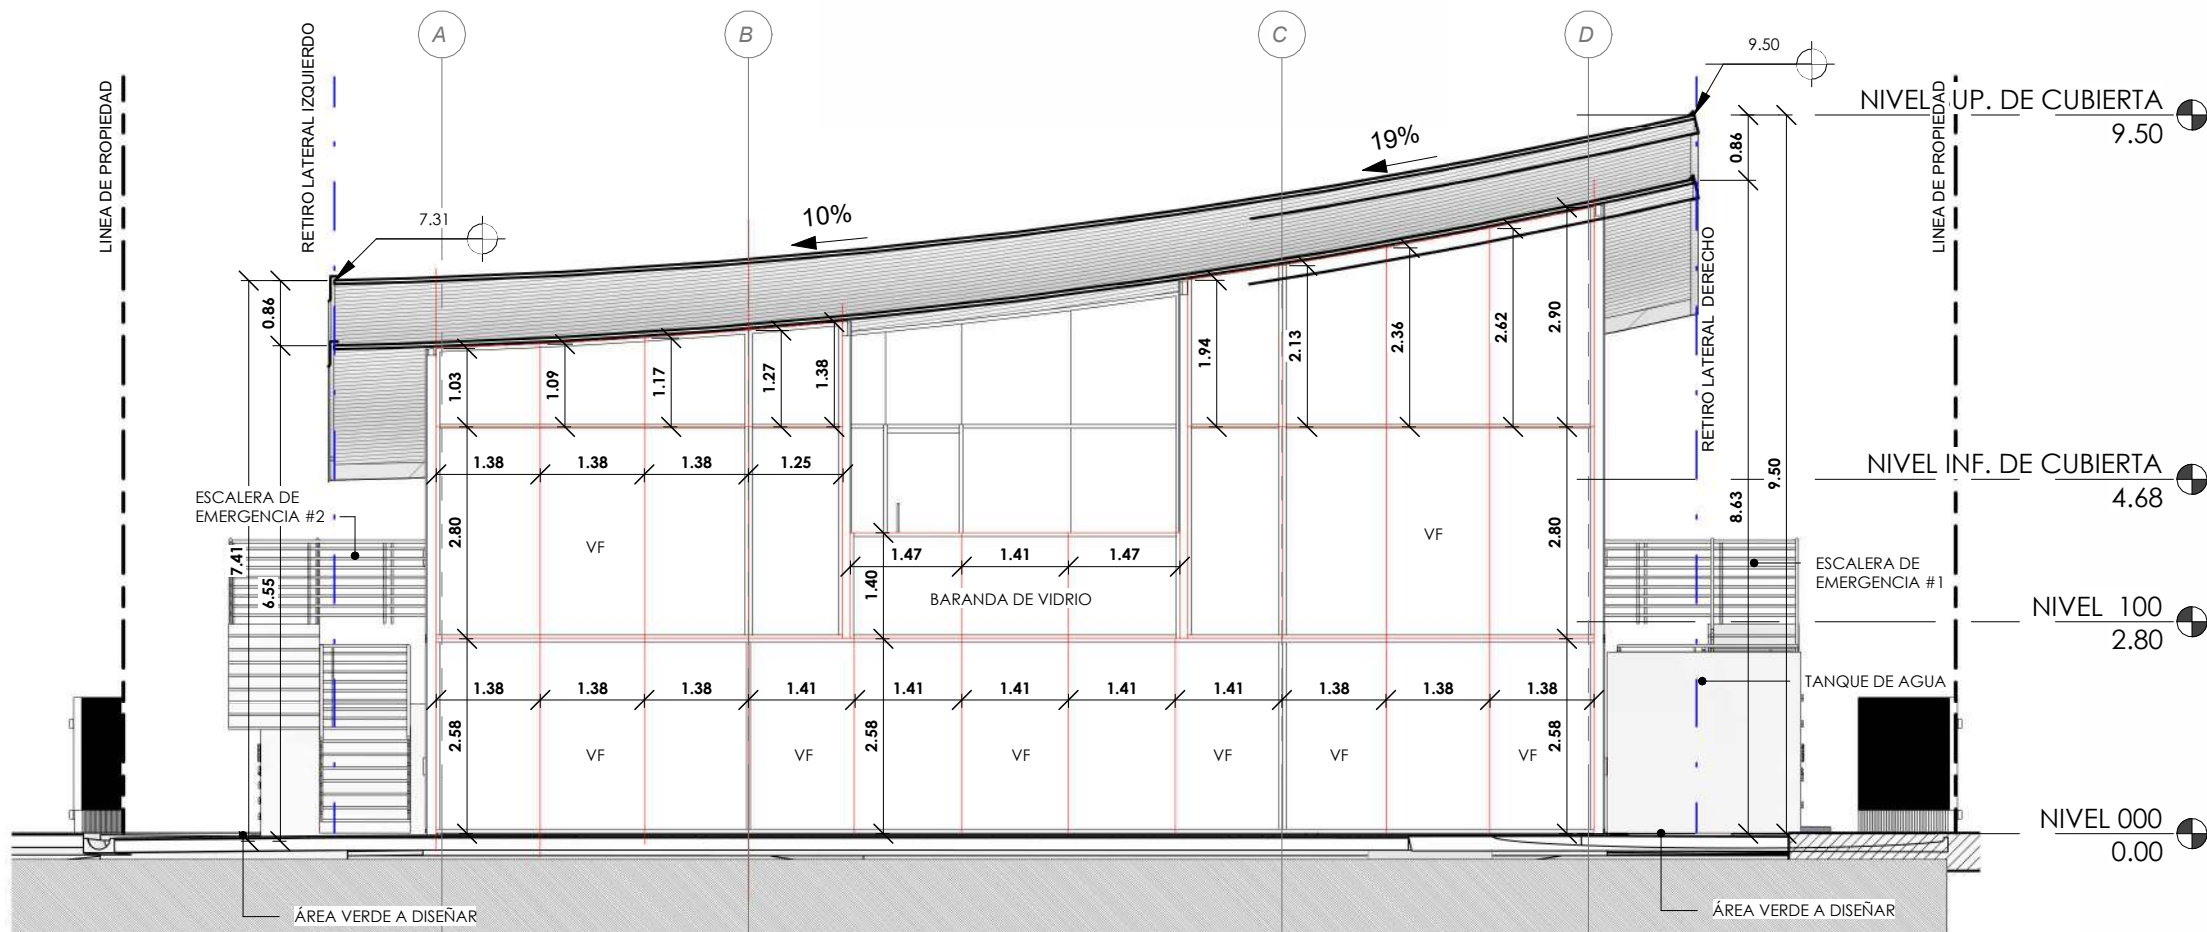 A
B
C
D
LINEA DE PROPIEDAD
RETIRO LATERAL IZQUIERDO
7.31
10%
19%
9.50
LINEA DE PROPIEDAD
NIVEL UP. DE CUBIERTA
9.50
0.86
0.86
1.03
1.09
1.17
1.27
1.38
1.94
2.13
2.36
2.62
2.90
RETIRO LATERAL DERECHO
1.38
1.38
1.38
1.25
9.50
8.63
NIVEL INF. DE CUBIERTA
4.68
ESCALERA DE
EMERGENCIA #2
7.41
6.55
2.80
VF
1.47
1.41
1.47
1.40
BARANDA DE VIDRIO
VF
2.80
ESCALERA DE
EMERGENCIA #1
NIVEL 100
2.80
TANQUE DE AGUA
1.38
1.38
1.38
1.41
1.41
1.41
1.41
1.41
1.38
1.38
1.38
2.58
VF
VF
2.58
VF
VF
VF
VF
2.58
NIVEL 000
0.00
ÁREA VERDE A DISEÑAR
ÁREA VERDE A DISEÑAR